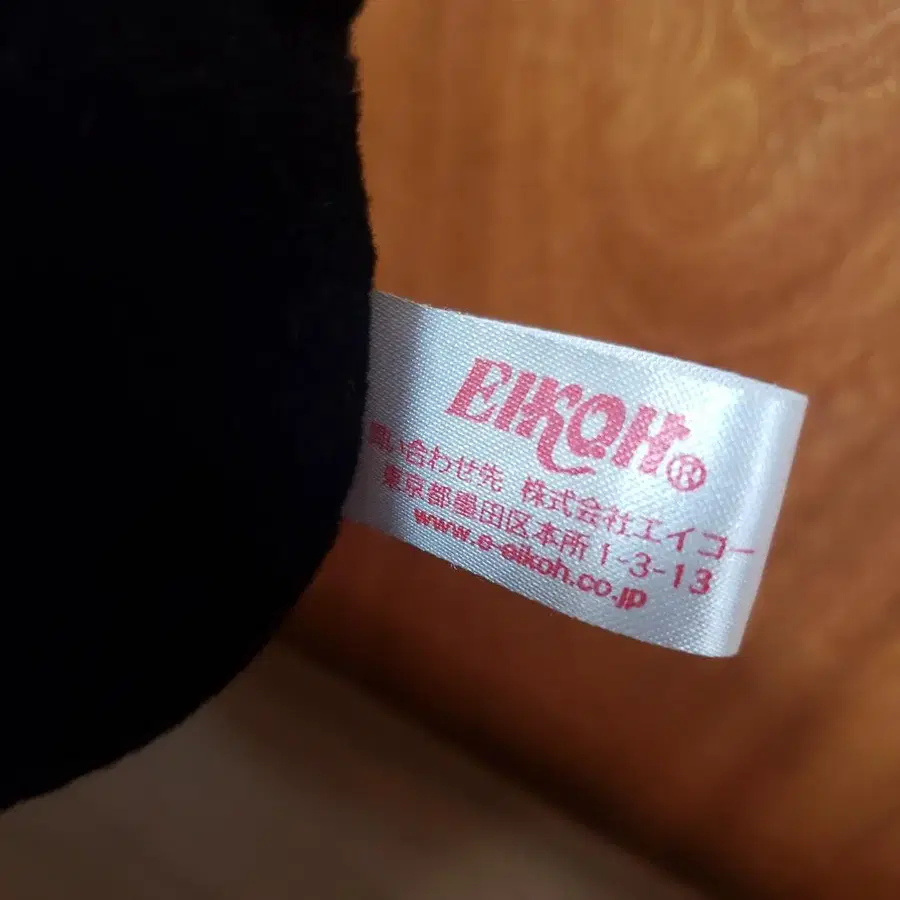 EIKOH®
問い合わせ先 株式会社エイコー
東京都墨田区本所1-3-13
www.e-eikoh.co.jp